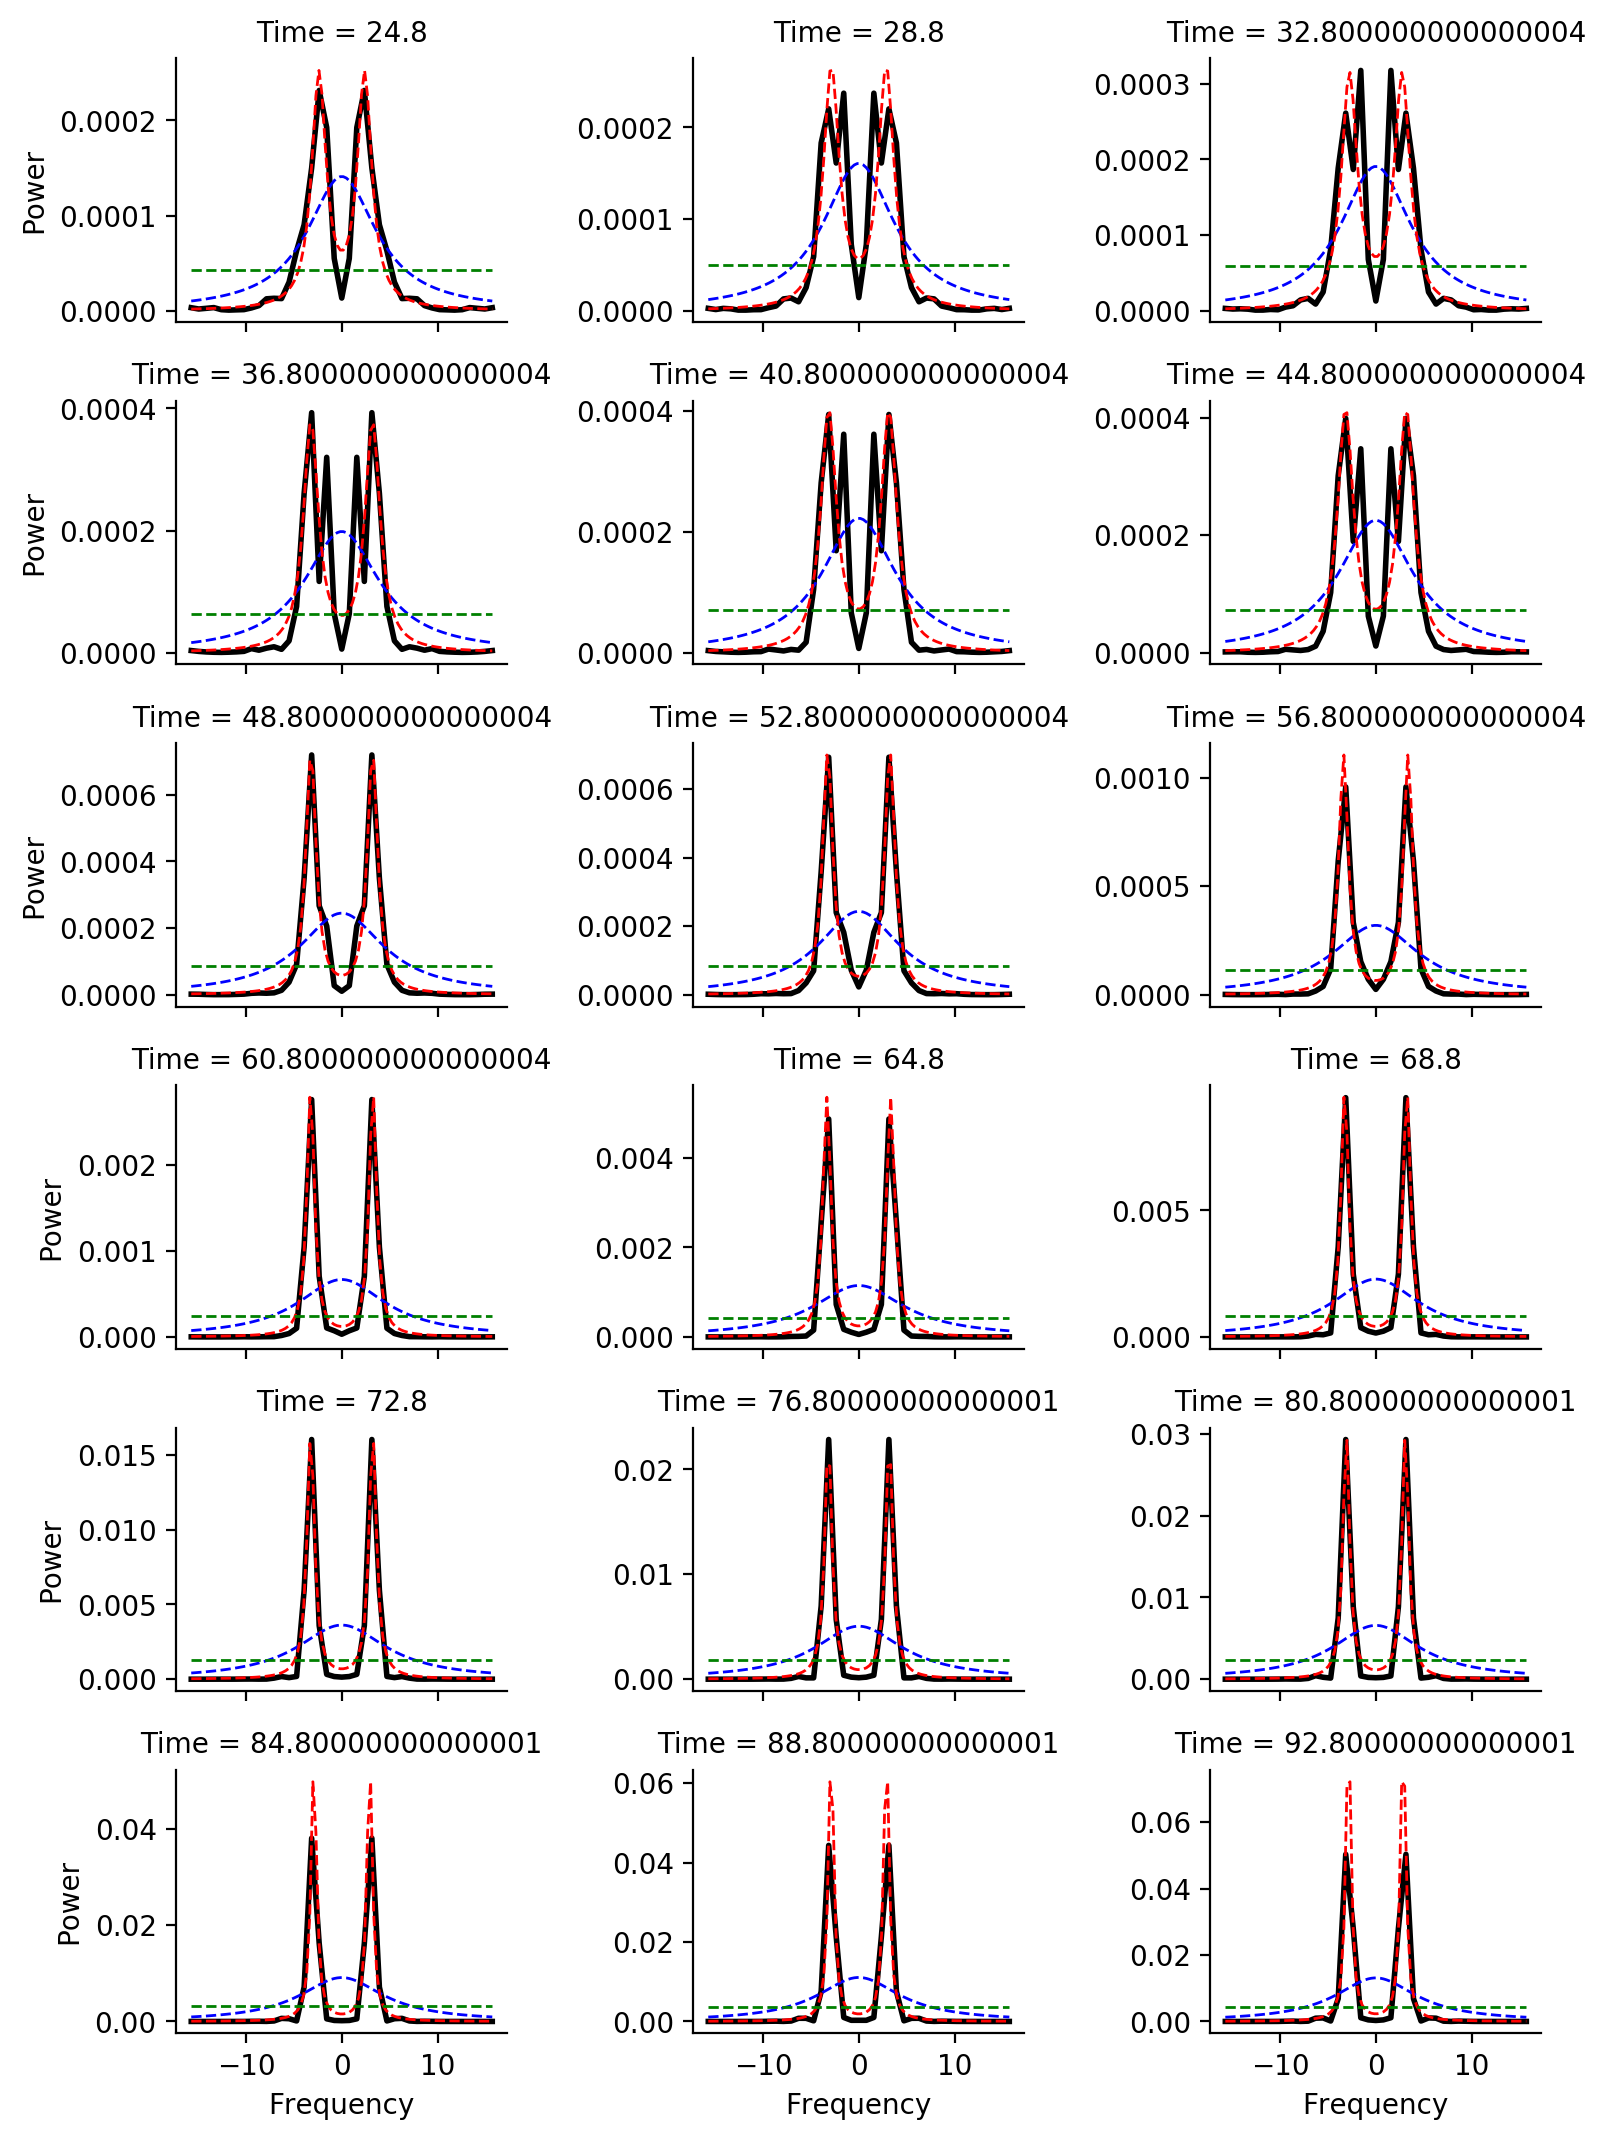 Time = 24.8
Time = 28.8
Time = 32.800000000000004
Power
0.0002
0.0001
0.0000
0.0002
0.0001
0.0000
0.0003
0.0002
0.0001
0.0000
Time = 36.800000000000004
Time = 40.800000000000004
Time = 44.800000000000004
Power
0.0004
0.0002
0.0000
0.0004
0.0002
0.0000
0.0004
0.0002
0.0000
Time = 48.800000000000004
Time = 52.800000000000004
Time = 56.800000000000004
Power
0.0006
0.0004
0.0002
0.0000
0.0006
0.0004
0.0002
0.0000
0.0010
0.0005
0.0000
Time = 60.800000000000004
Time = 64.8
Time = 68.8
Power
0.002
0.001
0.000
0.004
0.002
0.000
0.005
0.000
Time = 72.8
Time = 76.80000000000001
Time = 80.80000000000001
Power
0.015
0.010
0.005
0.000
0.02
0.01
0.00
0.03
0.02
0.01
0.00
Time = 84.80000000000001
Time = 88.80000000000001
Time = 92.80000000000001
Power
0.04
0.02
0.00
0.06
0.04
0.02
0.00
0.06
0.04
0.02
0.00
−10 0 10
−10 0 10
−10 0 10
Frequency
Frequency
Frequency